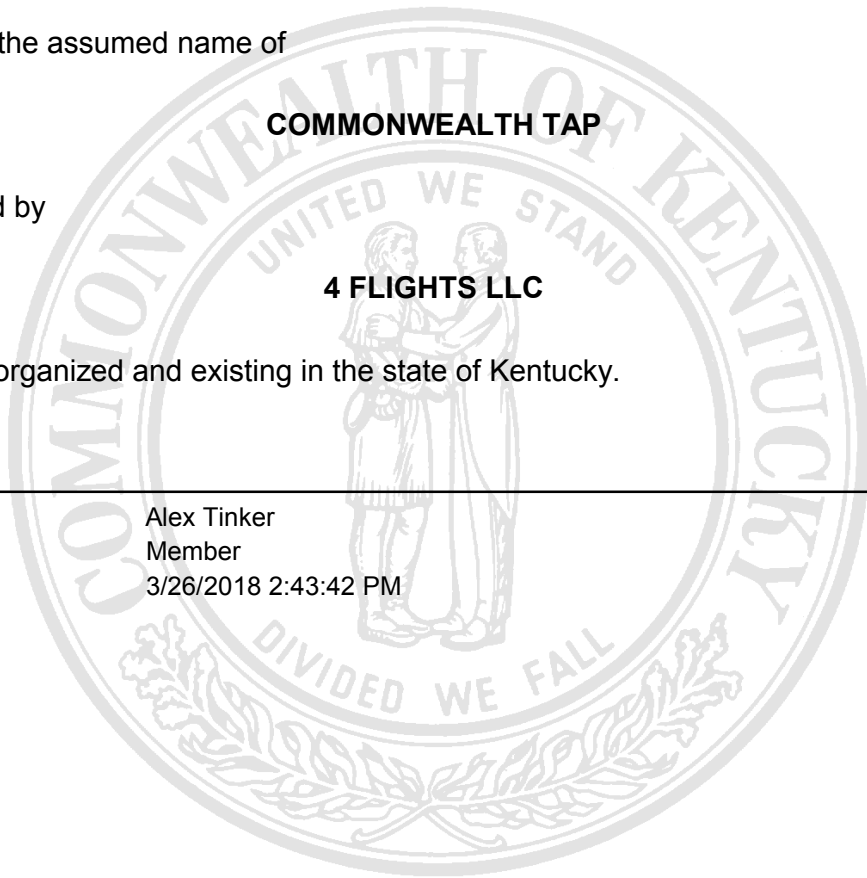 the assumed name of
COMMONWEALTH TAP
d by
4 FLIGHTS LLC
organized and existing in the state of Kentucky.
Alex Tinker
Member
3/26/2018 2:43:42 PM
COMMONWEALTH OF KENTUCKY
UNITED WE STAND
DIVIDED WE FALL